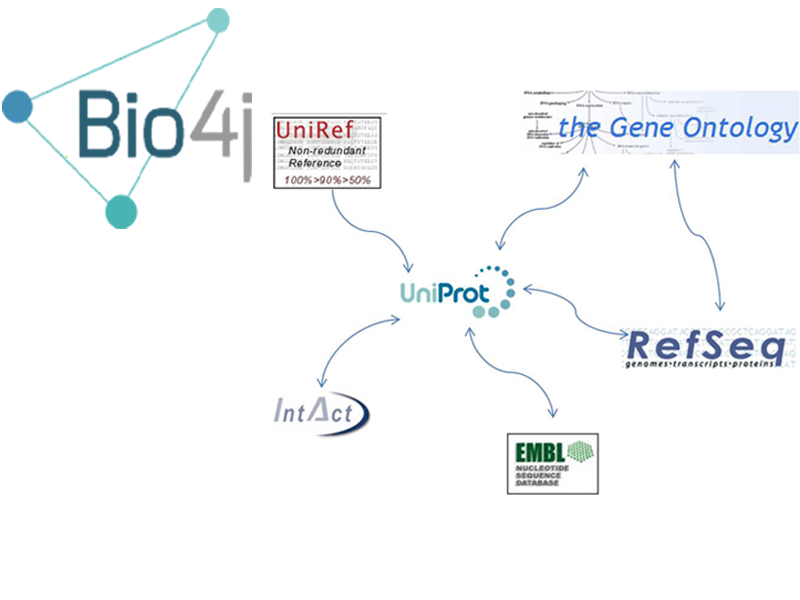 Bio4j
UniRef
Non-redundant
Reference
100%>90%>50%
the Gene Ontology
UniProt
RefSeq
genomes·transcripts·proteins
IntAct
EMBL
NUCLEOTIDE
SEQUENCE
DATABASE